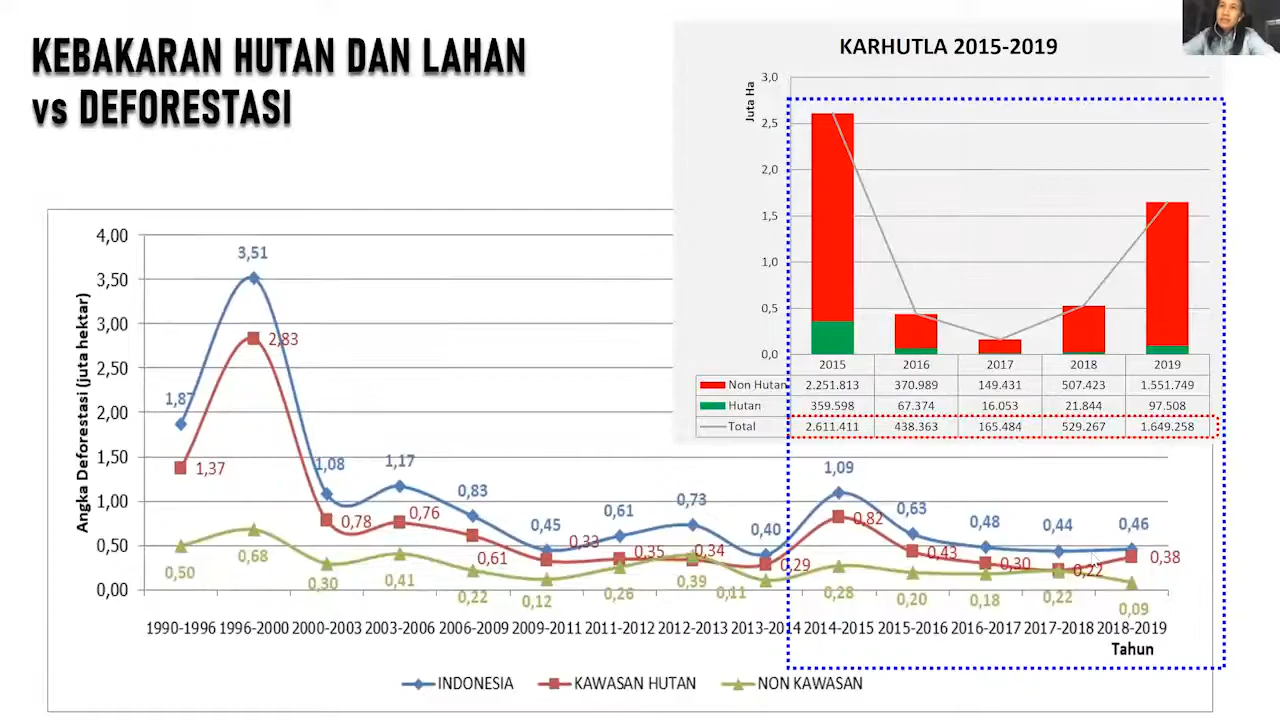 KEBAKARAN HUTAN DAN LAHAN
vs DEFORESTASI
KARHUTLA 2015-2019
Juta Ha
3,0
2,5
2,0
1,5
1,0
0,5
0,0
2015 2016 2017 2018 2019
Non Hutan 2.251.813 370.989 149.431 507.423 1.551.749
Hutan 359.598 67.374 16.053 21.844 97.508
Total 2.611.411 438.363 165.484 529.267 1.649.258
Angka Deforestasi (juta hektar)
4,00
3,50
3,00
2,50
2,00
1,50
1,00
0,50
0,00
1,87 3,51 1,08 1,17 0,83 0,45 0,61 0,73 0,40 1,09 0,63 0,48 0,44 0,46
1,37 2,83 0,78 0,76 0,61 0,33 0,35 0,34 0,29 0,82 0,43 0,30 0,22 0,38
0,50 0,68 0,30 0,41 0,22 0,12 0,26 0,39 0,11 0,28 0,20 0,18 0,22 0,09
1990-1996 1996-2000 2000-2003 2003-2006 2006-2009 2009-2011 2011-2012 2012-2013 2013-2014 2014-2015 2015-2016 2016-2017 2017-2018 2018-2019
Tahun
INDONESIA KAWASAN HUTAN NON KAWASAN